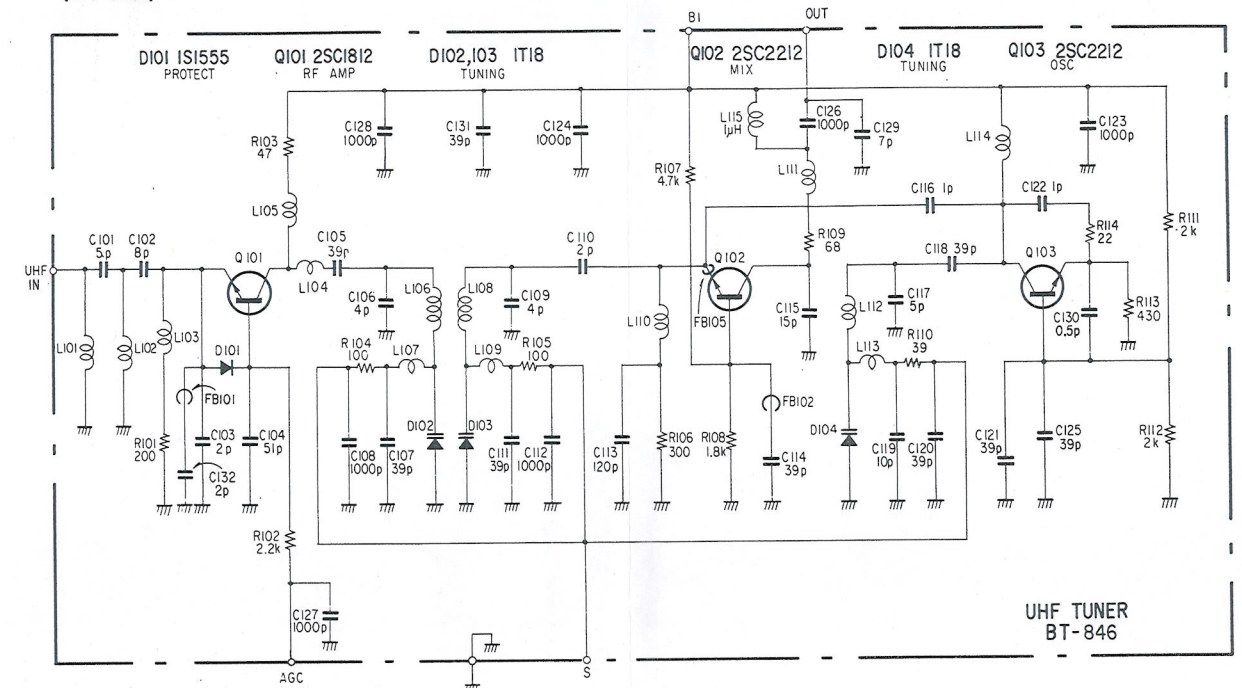 B1
OUT
D101 1S1555
PROTECT
Q101 2SC1812
RF AMP
D102,103 1T18
TUNING
Q102 2SC2212
MIX
D104 1T18
TUNING
Q103 2SC2212
OSC
R103
47
C128
1000p
C131
39p
C124
1000p
L115
1μH
C126
1000p
C129
7p
L114
C123
1000p
R107
4.7k
L111
L105
C116 1p
C122 1p
R114
22
R111
2k
C101
5p
C102
8p
Q101
C105
39p
C110
2p
R109
68
C118 39p
Q103
UHF
IN
L104
C106
4p
L106
L108
C109
4p
L110
FB105
Q102
C115
15p
L112
C117
5p
C130
0.5p
R113
430
L101
L102
L103
D101
R104
100
L107
L109
R105
100
L113
R110
39
FB101
FB102
R101
200
C103
2p
C104
51p
C132
2p
C108
1000p
C107
39p
D102
D103
C111
39p
C112
1000p
C113
120p
R106
300
R108
1.8k
C114
39p
D104
C119
10p
C120
39p
C121
39p
C125
39p
R112
2k
R102
2.2k
C127
1000p
AGC
S
UHF TUNER
BT-846